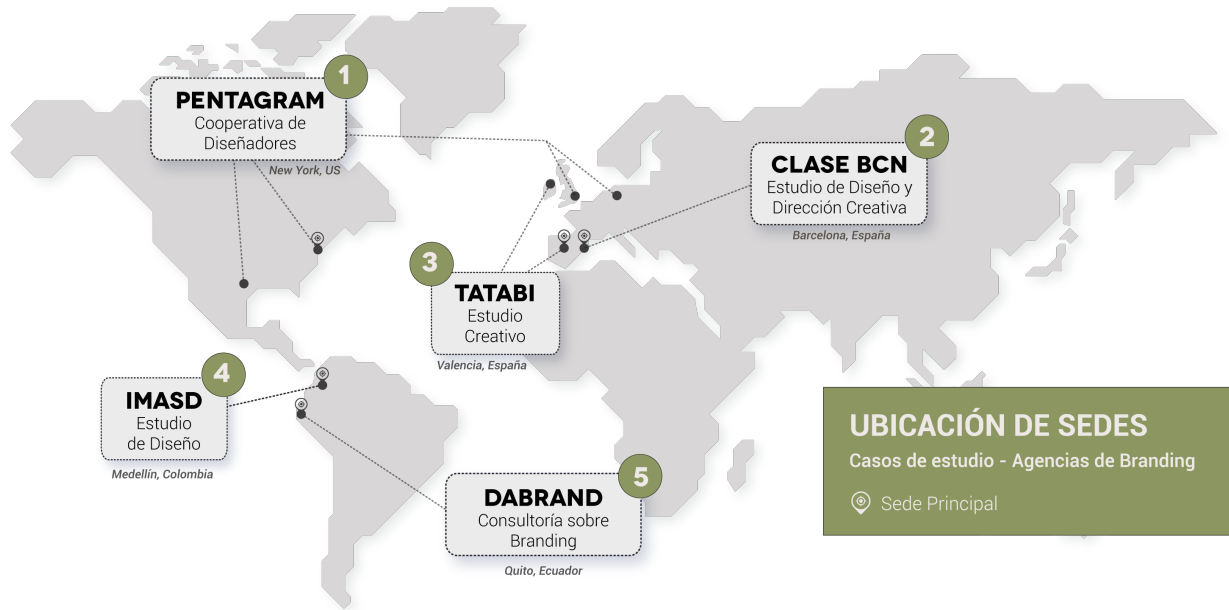 1
PENTAGRAM
Cooperativa de
Diseñadores
New York, US
2
CLASE BCN
Estudio de Diseño y
Dirección Creativa
Barcelona, España
3
TATABI
Estudio
Creativo
Valencia, España
4
IMASD
Estudio
de Diseño
Medellín, Colombia
5
DABRAND
Consultoría sobre
Branding
Quito, Ecuador
UBICACIÓN DE SEDES
Casos de estudio - Agencias de Branding
Sede Principal